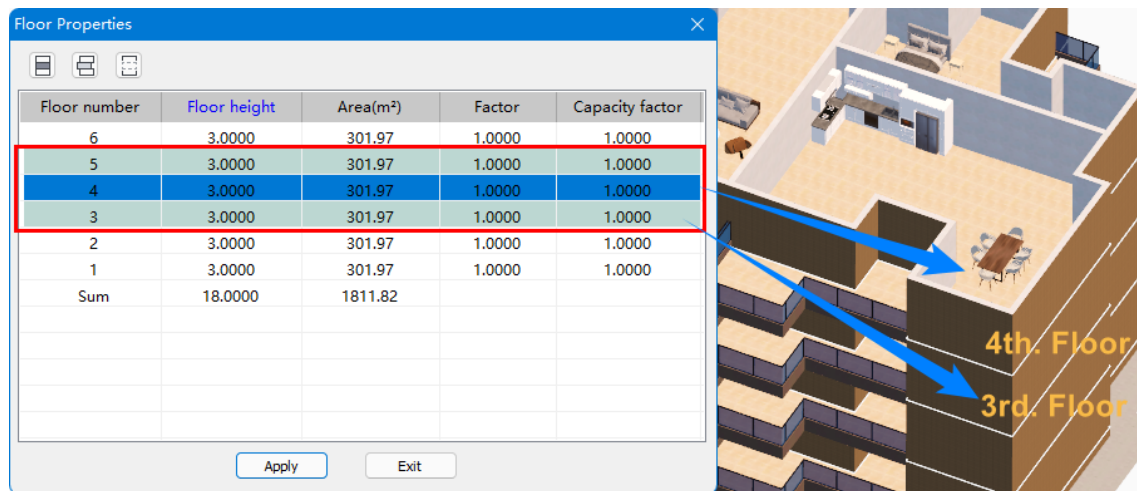 Floor Properties
Floor number Floor height Area(m²) Factor Capacity factor
6 3.0000 301.97 1.0000 1.0000
5 3.0000 301.97 1.0000 1.0000
4 3.0000 301.97 1.0000 1.0000
3 3.0000 301.97 1.0000 1.0000
2 3.0000 301.97 1.0000 1.0000
1 3.0000 301.97 1.0000 1.0000
Sum 18.0000 1811.82
Apply Exit
4th. Floor
3rd. Floor